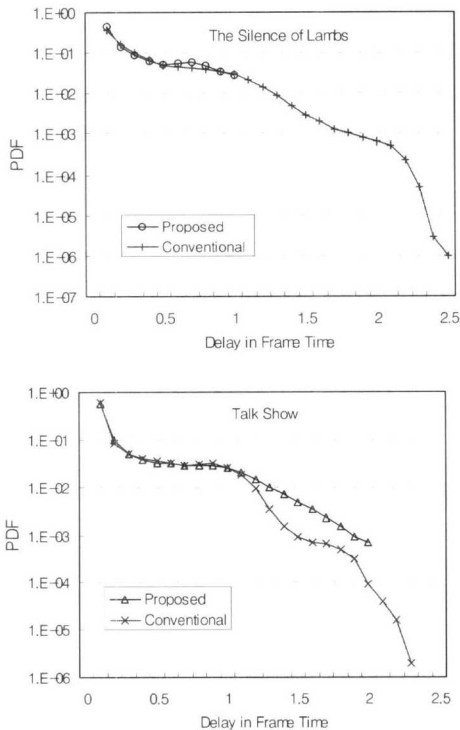 The Silence of Lambs
1.E+00
1.E-01
1.E-02
1.E-03
1.E-04
1.E-05
1.E-06
1.E-07
PDF
Proposed
Conventional
0 0.5 1 1.5 2 2.5
Delay in Frame Time
Talk Show
1.E+00
1.E-01
1.E-02
1.E-03
1.E-04
1.E-05
1.E-06
PDF
Proposed
Conventional
0 0.5 1 1.5 2 2.5
Delay in Frame Time